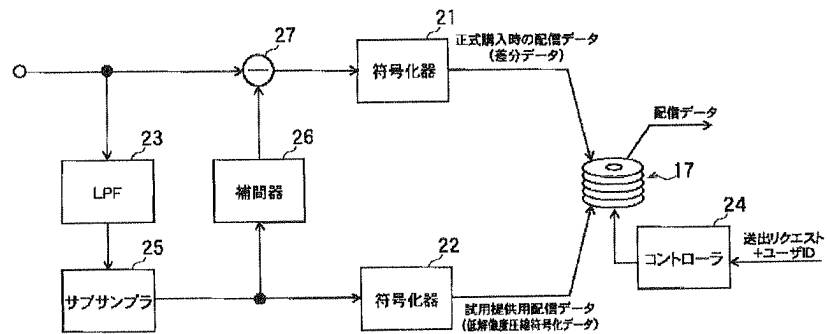 21
正式購入時の配信データ
(差分データ)
27
符号化器
配信データ
23
26
17
LPF
補間器
24
送出リクエスト
+ユーザID
コントローラ
25
22
サブサンプラ
符号化器
試用提供用配信データ
(低解像度圧縮符号化データ)